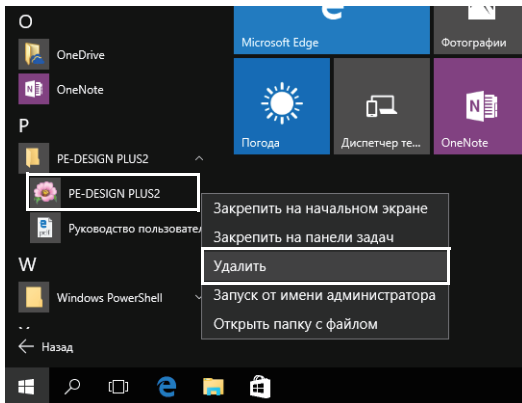 O
OneDrive
OneNote
P
PE-DESIGN PLUS2
PE-DESIGN PLUS2
Руководство пользовател
W
Windows PowerShell
Назад
Microsoft Edge
Фотографии
Погода
Диспетчер те...
OneNote
Закрепить на начальном экране
Закрепить на панели задач
Удалить
Запуск от имени администратора
Открыть папку с файлом